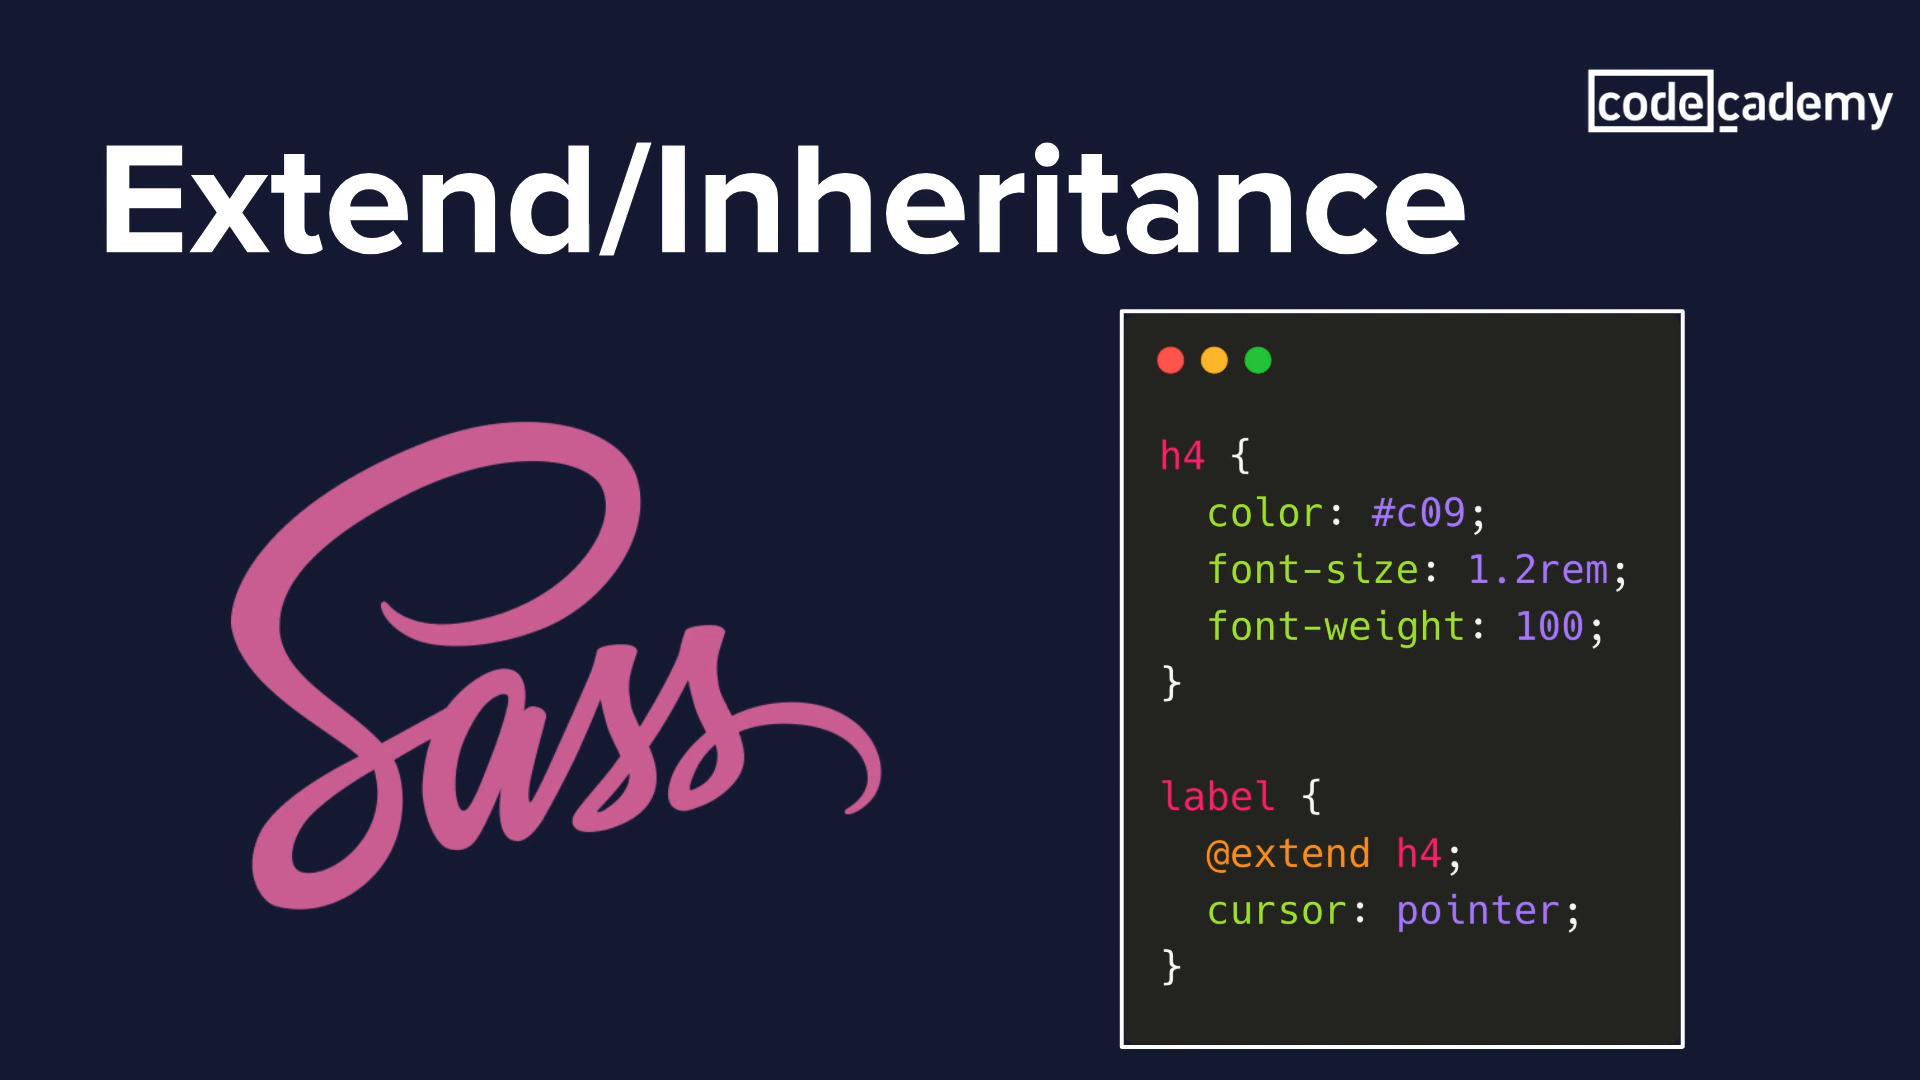 codecademy
Extend/Inheritance
Sass
h4 {
  color: #c09;
  font-size: 1.2rem;
  font-weight: 100;
}
label {
  @extend h4;
  cursor: pointer;
}